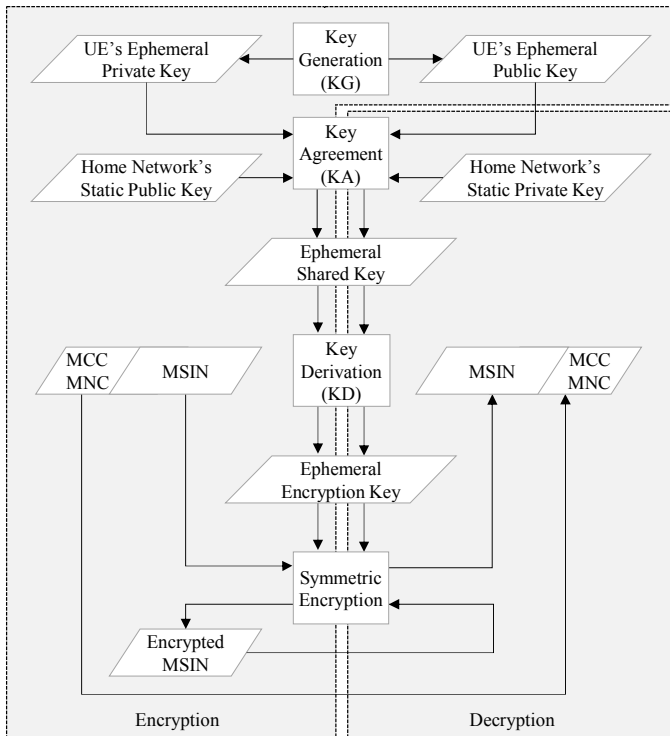 UE's Ephemeral
Private Key
Key
Generation
(KG)
UE's Ephemeral
Public Key
Key
Agreement
(KA)
Home Network's
Static Public Key
Home Network's
Static Private Key
Ephemeral
Shared Key
MCC
MNC
MSIN
Key
Derivation
(KD)
MSIN
MCC
MNC
Ephemeral
Encryption Key
Symmetric
Encryption
Encrypted
MSIN
Encryption
Decryption